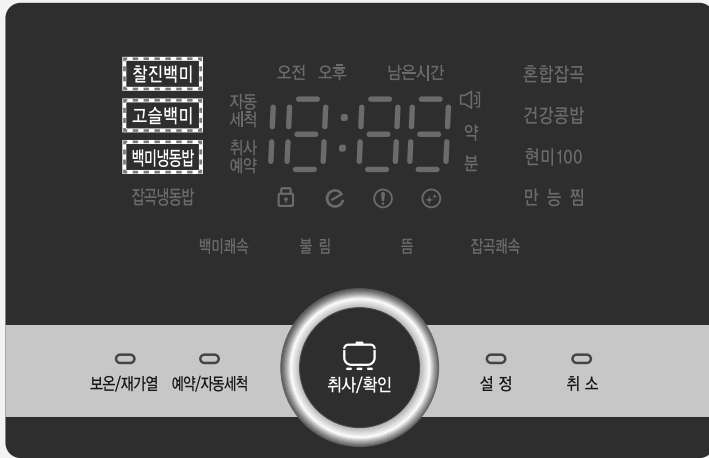 찰진백미
고슬백미
백미냉동밥
잡곡냉동밥
오전 오후 남은시간
자동
세척
취사
예약
18:88
약
분
혼합잡곡
건강콩밥
현미100
만능찜
백미쾌속 불림 뜸 잡곡쾌속
보온/재가열 예약/자동세척 취사/확인 설정 취소